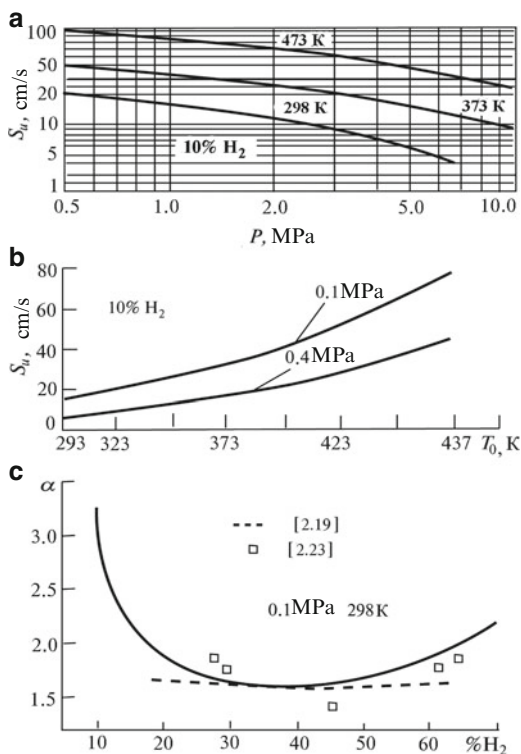 a
100
50
20
10
5
1
S_u, cm/s
473 K
373 K
298 K
10% H₂
0.5 1.0 2.0 5.0 10.0
P, MPa
b
80
60
40
20
0
S_u, cm/s
10% H₂
0.1MPa
0.4MPa
293 323 373 423 437 T₀, K
c
α
3.0
2.5
2.0
1.5
[2.19]
[2.23]
0.1MPa 298K
10 20 30 40 50 60 %H₂